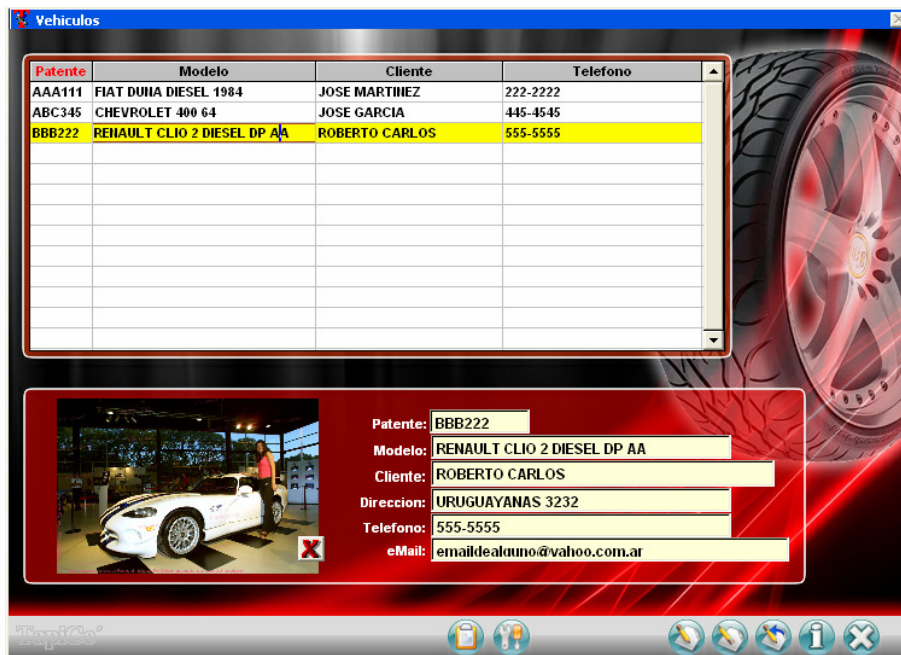 Vehiculos
Patente Modelo Cliente Telefono
AAA111 FIAT DUNA DIESEL 1984 JOSE MARTINEZ 222-2222
ABC345 CHEVROLET 400 64 JOSE GARCIA 445-4545
BBB222 RENAULT CLIO 2 DIESEL DP AA ROBERTO CARLOS 555-5555
Patente: BBB222
Modelo: RENAULT CLIO 2 DIESEL DP AA
Cliente: ROBERTO CARLOS
Direccion: URUGUAYANAS 3232
Telefono: 555-5555
eMail: emaildealguno@yahoo.com.ar
X
TapiCe´